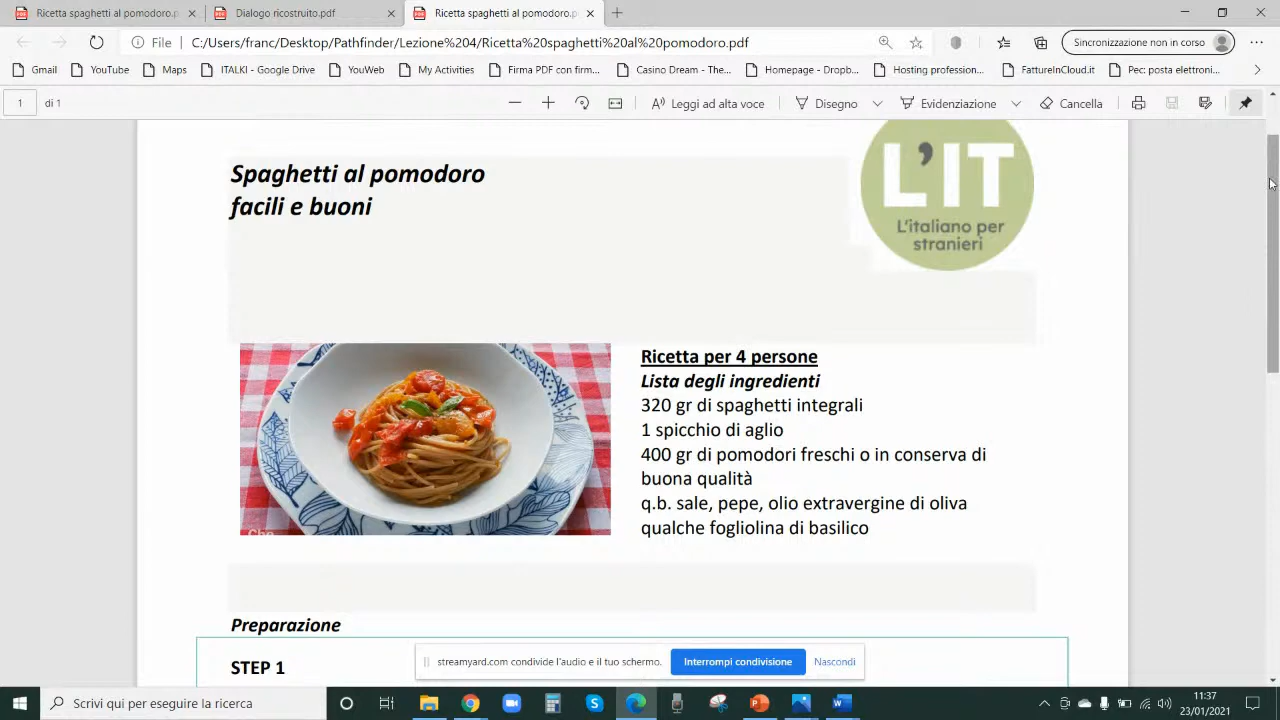 Ricetta spaghetti al pomodoro.p
Dialogo ricostruito.pdf
Ricetta spaghetti al pomodoro.p
File
C:/Users/franc/Desktop/Pathfinder/Lezione%204/Ricetta%20spaghetti%20al%20pomodoro.pdf
Sincronizzazione non in corso
Gmail
YouTube
Maps
ITALKI - Google Drive
YouWeb
My Activities
Firma PDF con firm...
Casino Dream - The...
Homepage - Dropb...
Hosting profession...
FattureInCloud.it
Pec: posta elettroni...
1 di 1
Leggi ad alta voce
Disegno
Evidenziazione
Cancella
Spaghetti al pomodoro
facili e buoni
L'IT
L'italiano per
stranieri
Ricetta per 4 persone
Lista degli ingredienti
320 gr di spaghetti integrali
1 spicchio di aglio
400 gr di pomodori freschi o in conserva di
buona qualità
q.b. sale, pepe, olio extravergine di oliva
qualche fogliolina di basilico
Che
Preparazione
STEP 1
streamyard.com condivide l'audio e il tuo schermo.
Interrompi condivisione
Nascondi
Scrivi qui per eseguire la ricerca
11:37
23/01/2021